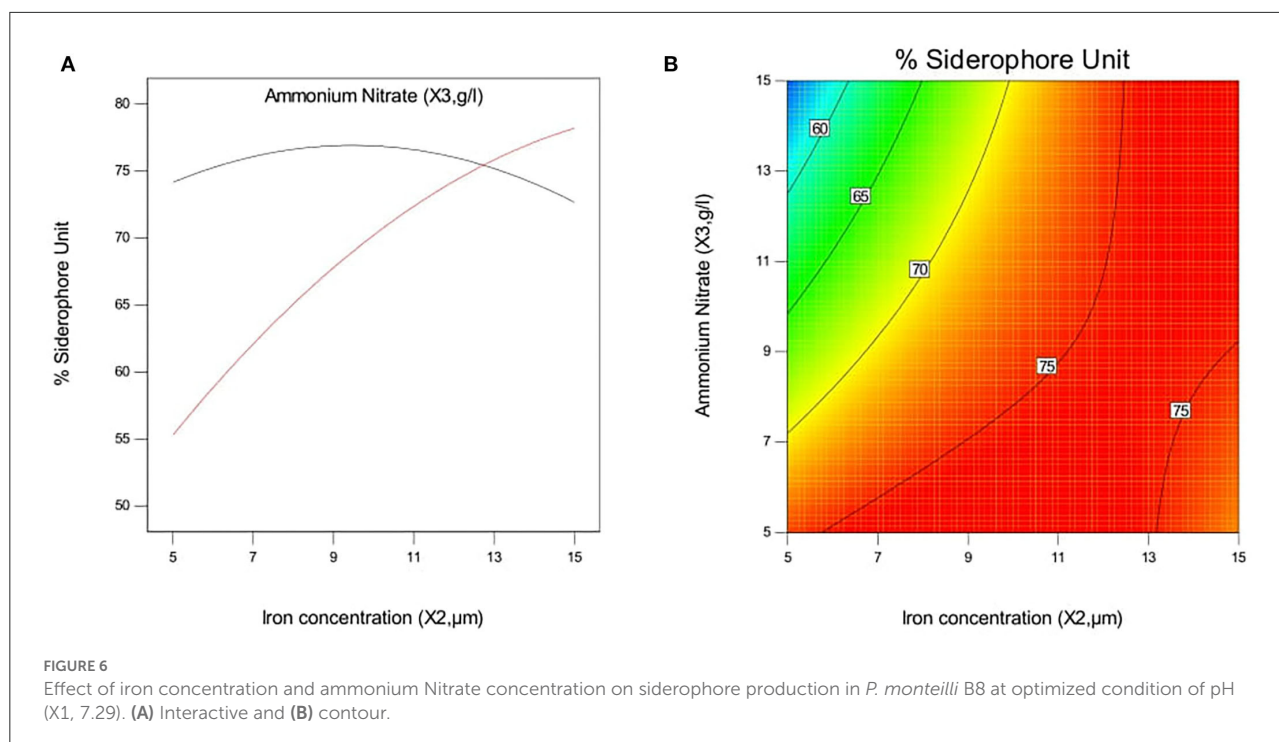 A
Ammonium Nitrate (X3,g/l)
80
75
70
65
60
55
50
% Siderophore Unit
5 7 9 11 13 15
Iron concentration (X2,µm)
B
% Siderophore Unit
15
13
11
9
7
5
Ammonium Nitrate (X3,g/l)
60
65
70
75
75
5 7 9 11 13 15
Iron concentration (X2,µm)
FIGURE 6
Effect of iron concentration and ammonium Nitrate concentration on siderophore production in P. monteilli B8 at optimized condition of pH
(X1, 7.29). (A) Interactive and (B) contour.